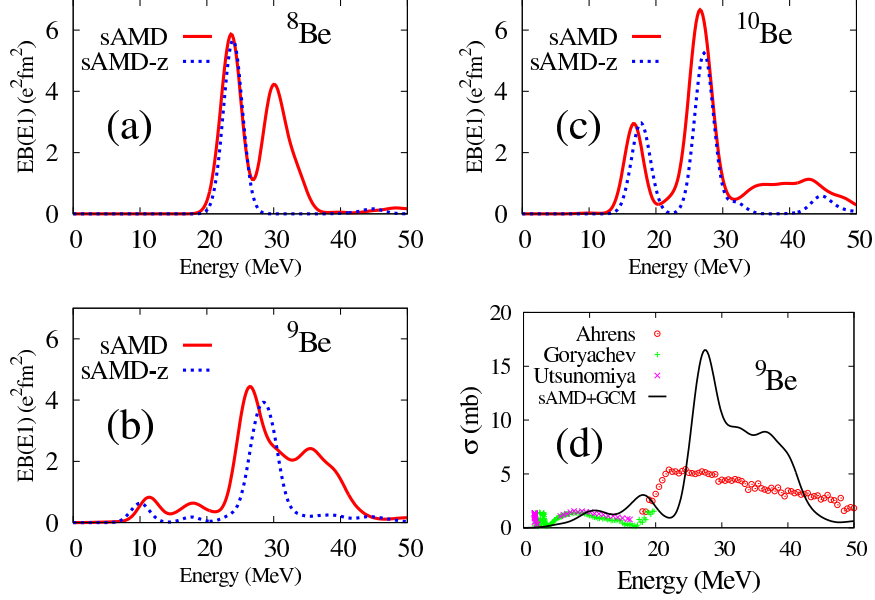 ⁸Be
sAMD
sAMD-z
(a)
EB(E1) (e²fm²)
0
2
4
6
0 10 20 30 40 50
Energy (MeV)
¹⁰Be
sAMD
sAMD-z
(c)
EB(E1) (e²fm²)
0
2
4
6
0 10 20 30 40 50
Energy (MeV)
⁹Be
sAMD
sAMD-z
(b)
EB(E1) (e²fm²)
0
2
4
6
0 10 20 30 40 50
Energy (MeV)
Ahrens
Goryachev
Utsunomiya
sAMD+GCM
⁹Be
(d)
σ (mb)
0
5
10
15
20
0 10 20 30 40 50
Energy (MeV)